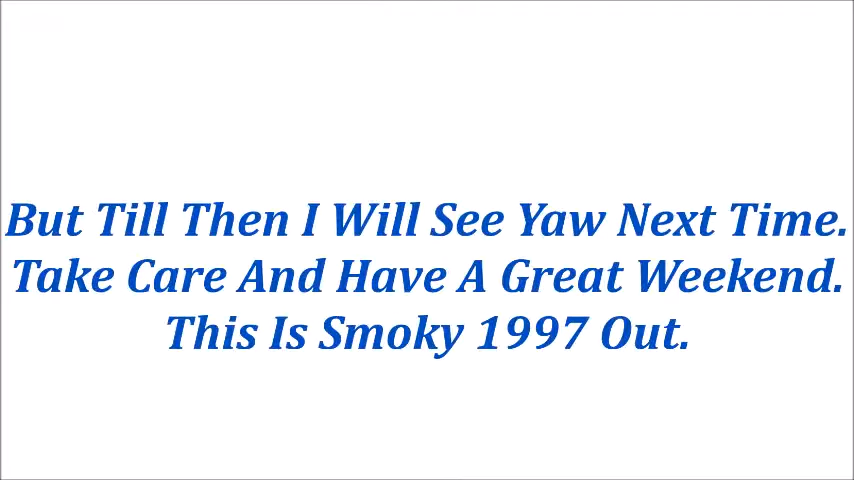 But Till Then I Will See Yaw Next Time.
Take Care And Have A Great Weekend.
This Is Smoky 1997 Out.